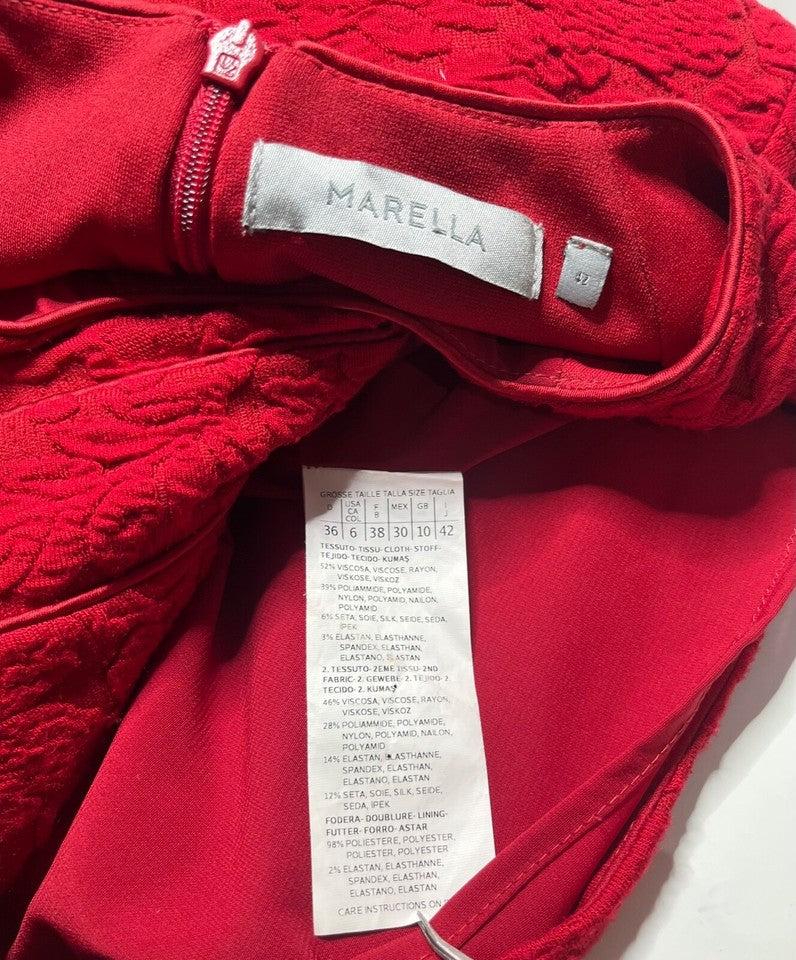 MARELLA
42
GRÖSSE TAILLE TALLA SIZE TAGLIA
D USA CA COL F B MEX GB I J
36 6 38 30 10 42
TESSUTO-TISSU-CLOTH-STOFF-
TEJIDO-TECIDO-KUMAŞ
52% VISCOSA, VISCOSE, RAYON,
VISKOSE, VISKOZ
39% POLIAMMIDE, POLYAMIDE,
NYLON, POLYAMID, NAILON,
POLYAMID
6% SETA, SOIE, SILK, SEIDE, SEDA,
İPEK
3% ELASTAN, ELASTHANNE,
SPANDEX, ELASTHAN,
ELASTANO, ELASTAN
2. TESSUTO-2EME TISSU-2ND
FABRIC-2. GEWEBE-2. TEJIDO-2.
TECIDO-2. KUMAŞ
46% VISCOSA, VISCOSE, RAYON,
VISKOSE, VISKOZ
28% POLIAMMIDE, POLYAMIDE,
NYLON, POLYAMID, NAILON,
POLYAMID
14% ELASTAN, ELASTHANNE,
SPANDEX, ELASTHAN,
ELASTANO, ELASTAN
12% SETA, SOIE, SILK, SEIDE,
SEDA, İPEK
FODERA-DOUBLURE-LINING-
FUTTER-FORRO-ASTAR
98% POLIESTERE, POLYESTER,
POLIESTER, POLYESTER
2% ELASTAN, ELASTHANNE,
SPANDEX, ELASTHAN,
ELASTANO, ELASTAN
CARE INSTRUCTIONS ON